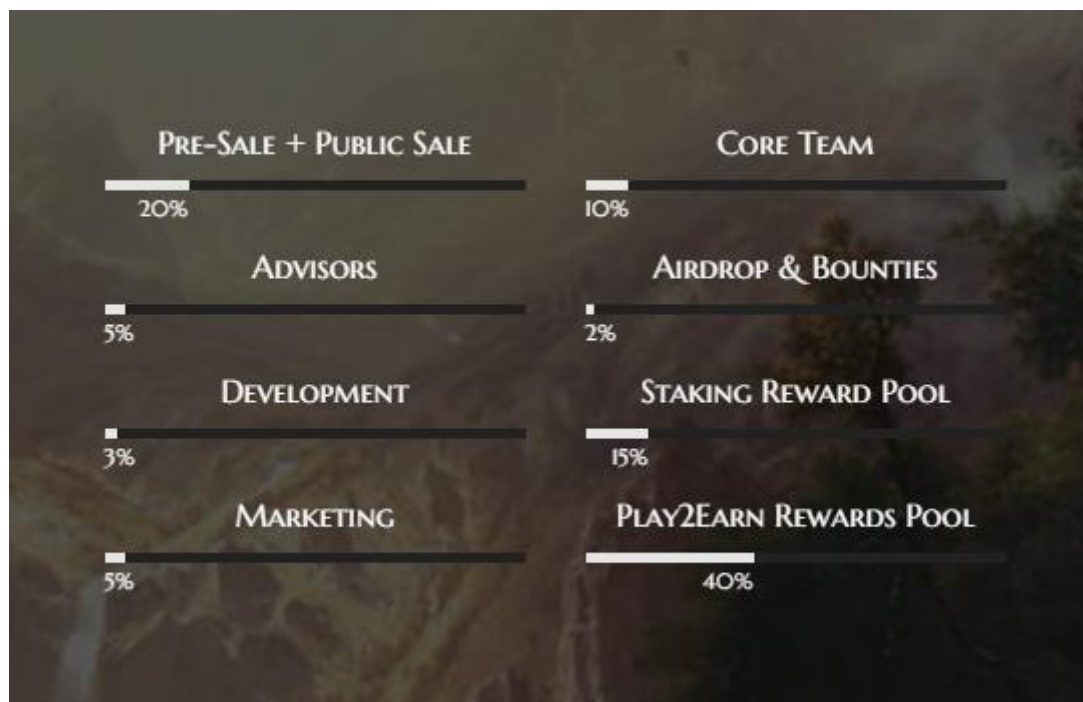 Pre-Sale + Public Sale
20%
Core Team
10%
Advisors
5%
Airdrop & Bounties
2%
Development
3%
Staking Reward Pool
15%
Marketing
5%
Play2Earn Rewards Pool
40%